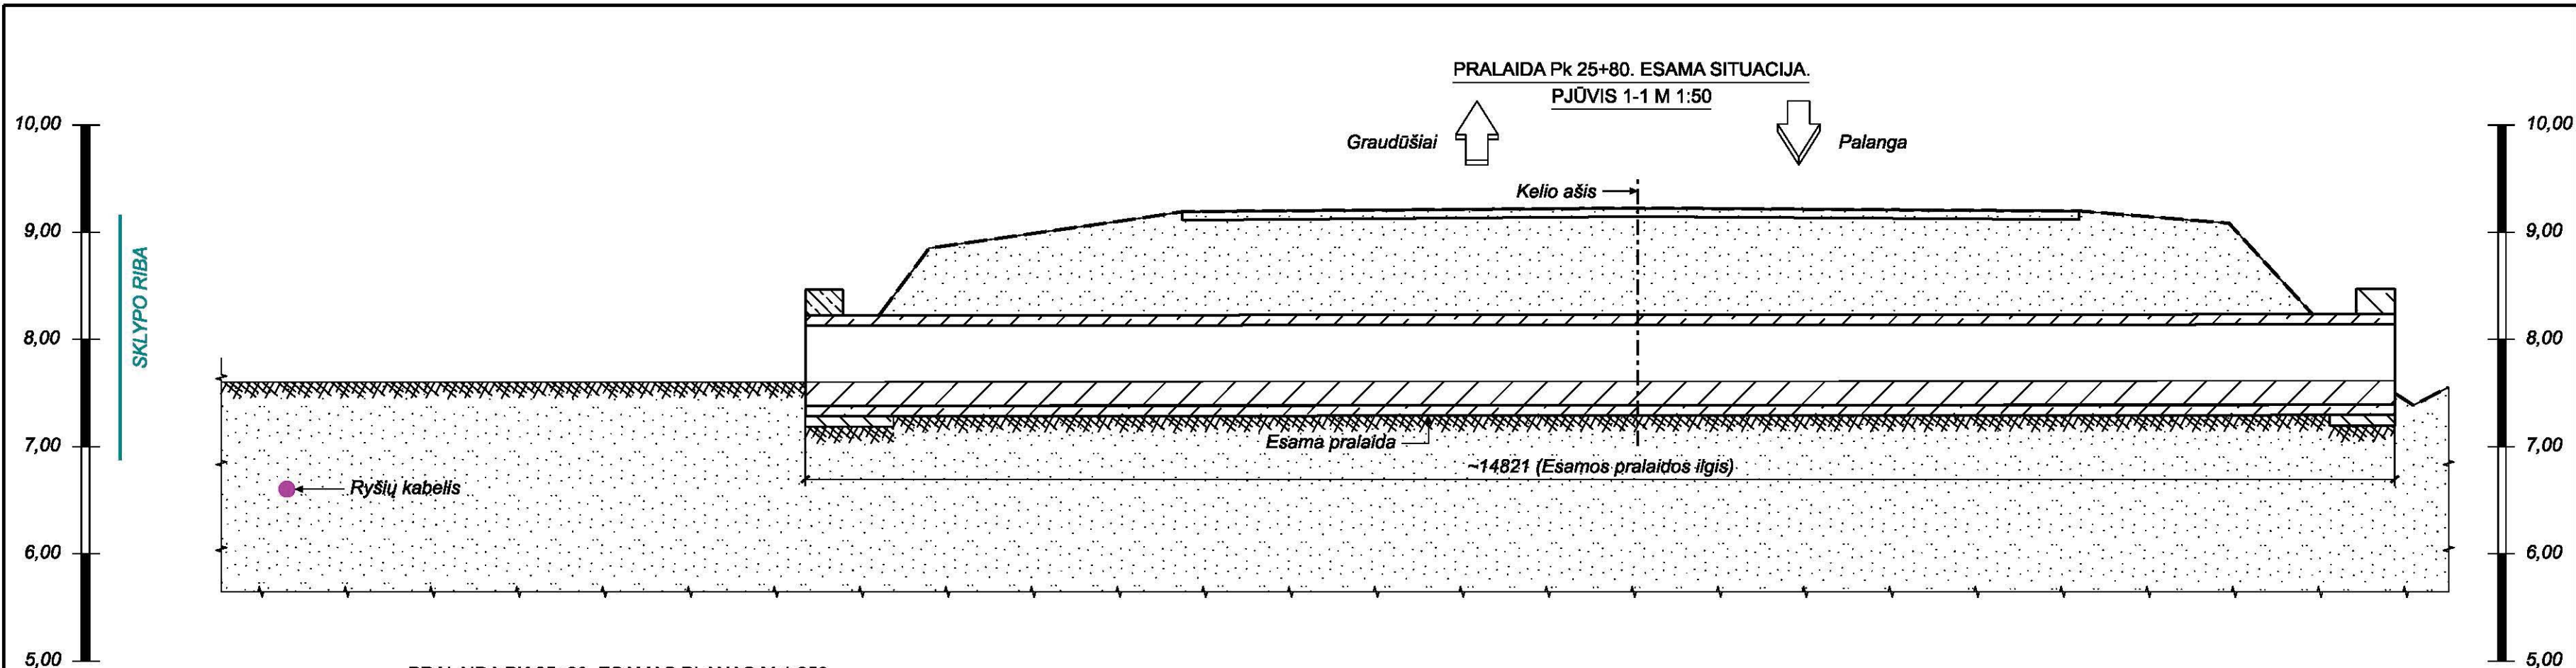 PRALAIDA Pk 25+80. ESAMA SITUACIJA.
PJŪVIS 1-1 M 1:50
10,00
10,00
Graudūšiai
Palanga
Kelio ašis
9,00
9,00
SKLYPO RIBA
8,00
8,00
7,00
7,00
Esama pralaida
~14821 (Esamos pralaidos ilgis)
Ryšių kabelis
6,00
6,00
5,00
5,00